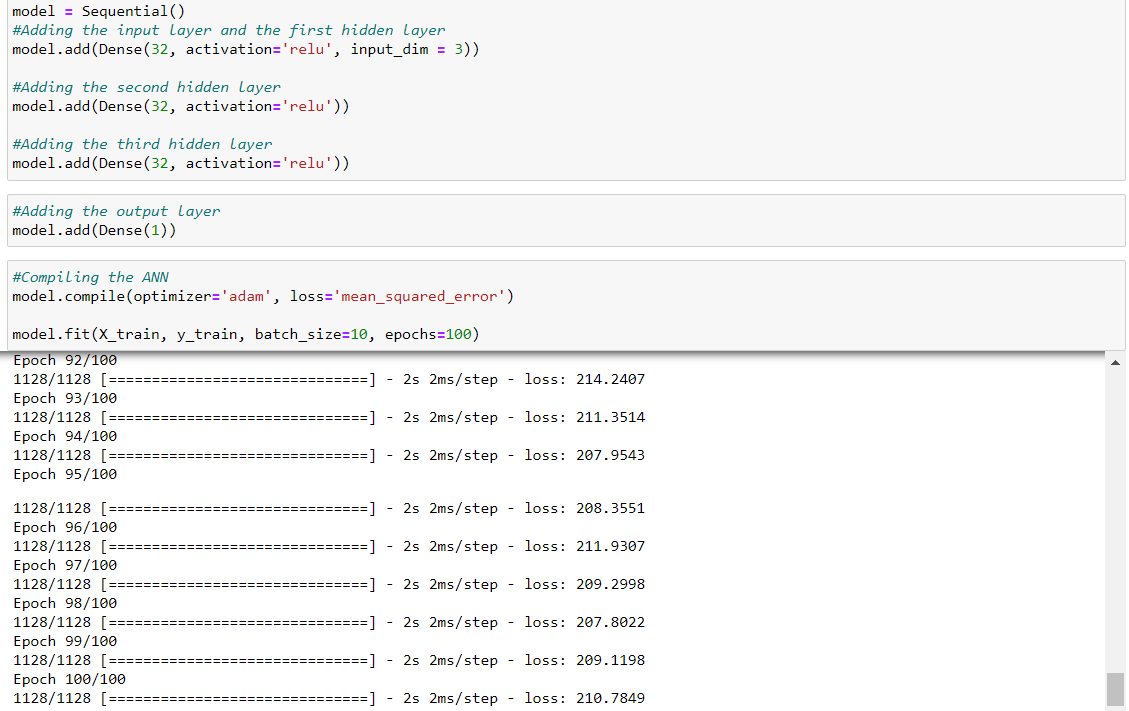 model = Sequential()
#Adding the input layer and the first hidden layer
model.add(Dense(32, activation='relu', input_dim = 3))
#Adding the second hidden layer
model.add(Dense(32, activation='relu'))
#Adding the third hidden layer
model.add(Dense(32, activation='relu'))
#Adding the output layer
model.add(Dense(1))
#Compiling the ANN
model.compile(optimizer='adam', loss='mean_squared_error')
model.fit(X_train, y_train, batch_size=10, epochs=100)
Epoch 92/100
1128/1128 [==============================] - 2s 2ms/step - loss: 214.2407
Epoch 93/100
1128/1128 [==============================] - 2s 2ms/step - loss: 211.3514
Epoch 94/100
1128/1128 [==============================] - 2s 2ms/step - loss: 207.9543
Epoch 95/100
1128/1128 [==============================] - 2s 2ms/step - loss: 208.3551
Epoch 96/100
1128/1128 [==============================] - 2s 2ms/step - loss: 211.9307
Epoch 97/100
1128/1128 [==============================] - 2s 2ms/step - loss: 209.2998
Epoch 98/100
1128/1128 [==============================] - 2s 2ms/step - loss: 207.8022
Epoch 99/100
1128/1128 [==============================] - 2s 2ms/step - loss: 209.1198
Epoch 100/100
1128/1128 [==============================] - 2s 2ms/step - loss: 210.7849